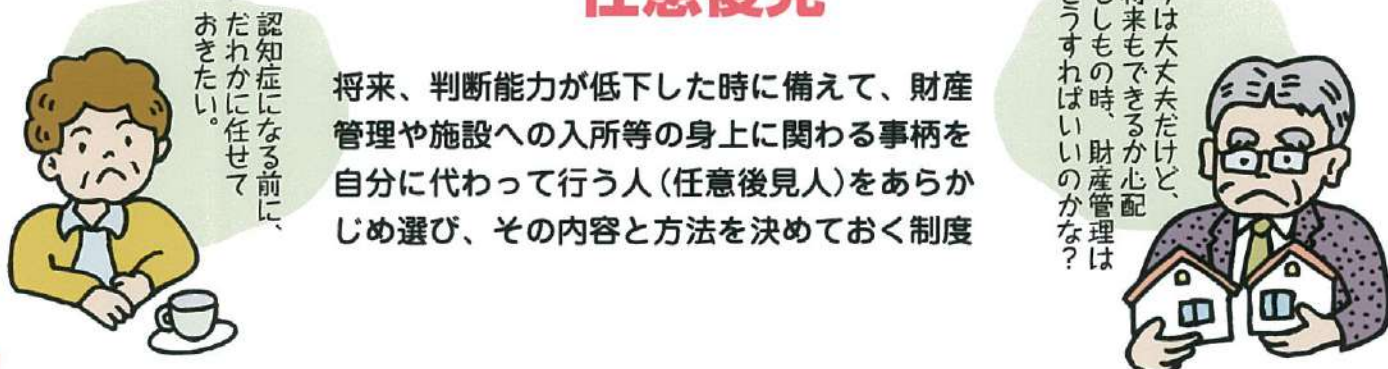 任意後見
認知症になる前に、
だれかに任せて
おきたい。
将来、判断能力が低下した時に備えて、財産
管理や施設への入所等の身上に関わる事柄を
自分に代わって行う人(任意後見人)をあらか
じめ選び、その内容と方法を決めておく制度
は大丈夫だけど、
将来もできるか心配
もしもの時、財産管理は
どうすればいいのかな?